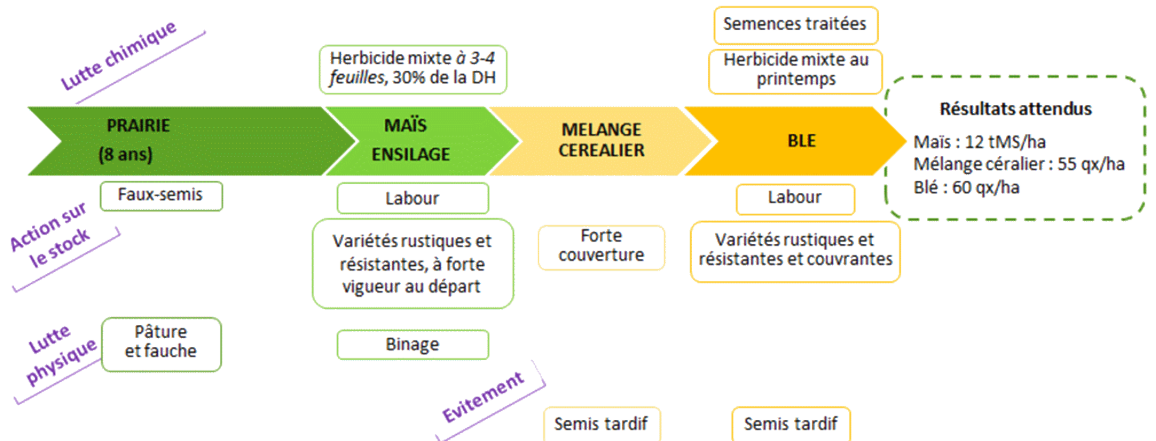 Semences traitées
Lutte chimique
Herbicide mixte à 3-4
feuilles, 30% de la DH
Herbicide mixte au
printemps
PRAIRIE
(8 ans)
MAÏS
ENSILAGE
MELANGE
CEREALIER
BLE
Résultats attendus
Maïs : 12 tMS/ha
Mélange céralier : 55 qx/ha
Blé : 60 qx/ha
Faux-semis
Labour
Labour
Action sur
le stock
Variétés rustiques et
résistantes, à forte
vigueur au départ
Forte
couverture
Variétés rustiques et
résistantes et couvrantes
Lutte
physique
Pâture
et fauche
Binage
Evitement
Semis tardif
Semis tardif